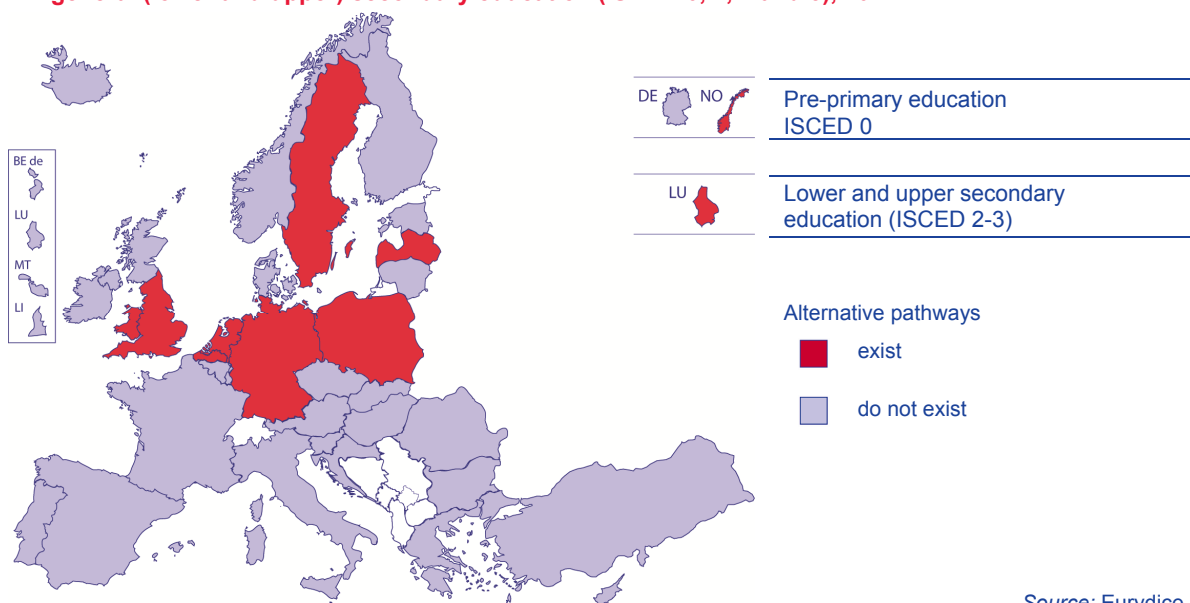 BE de
LU
MT
LI
DE
NO
Pre-primary education
ISCED 0
LU
Lower and upper secondary
education (ISCED 2-3)
Alternative pathways
exist
do not exist
Source: Eurydice